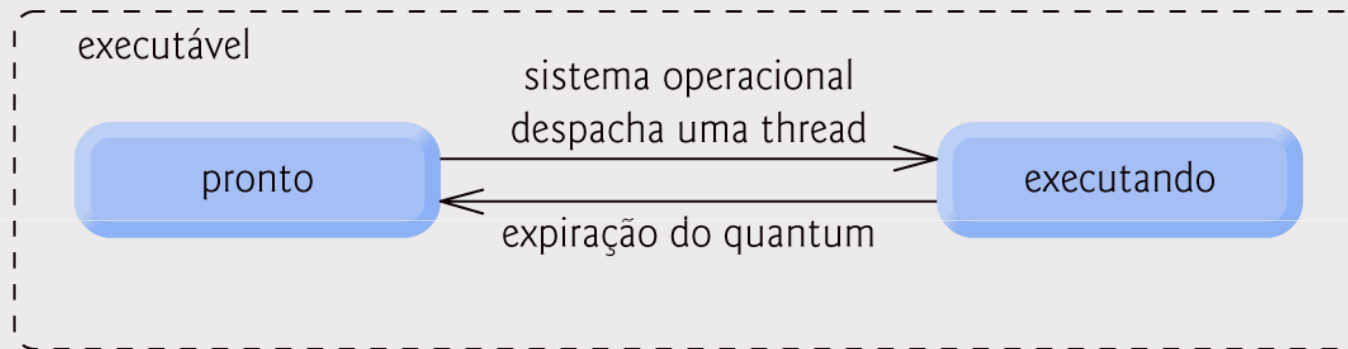 executável
sistema operacional
despacha uma thread
pronto
executando
expiração do quantum